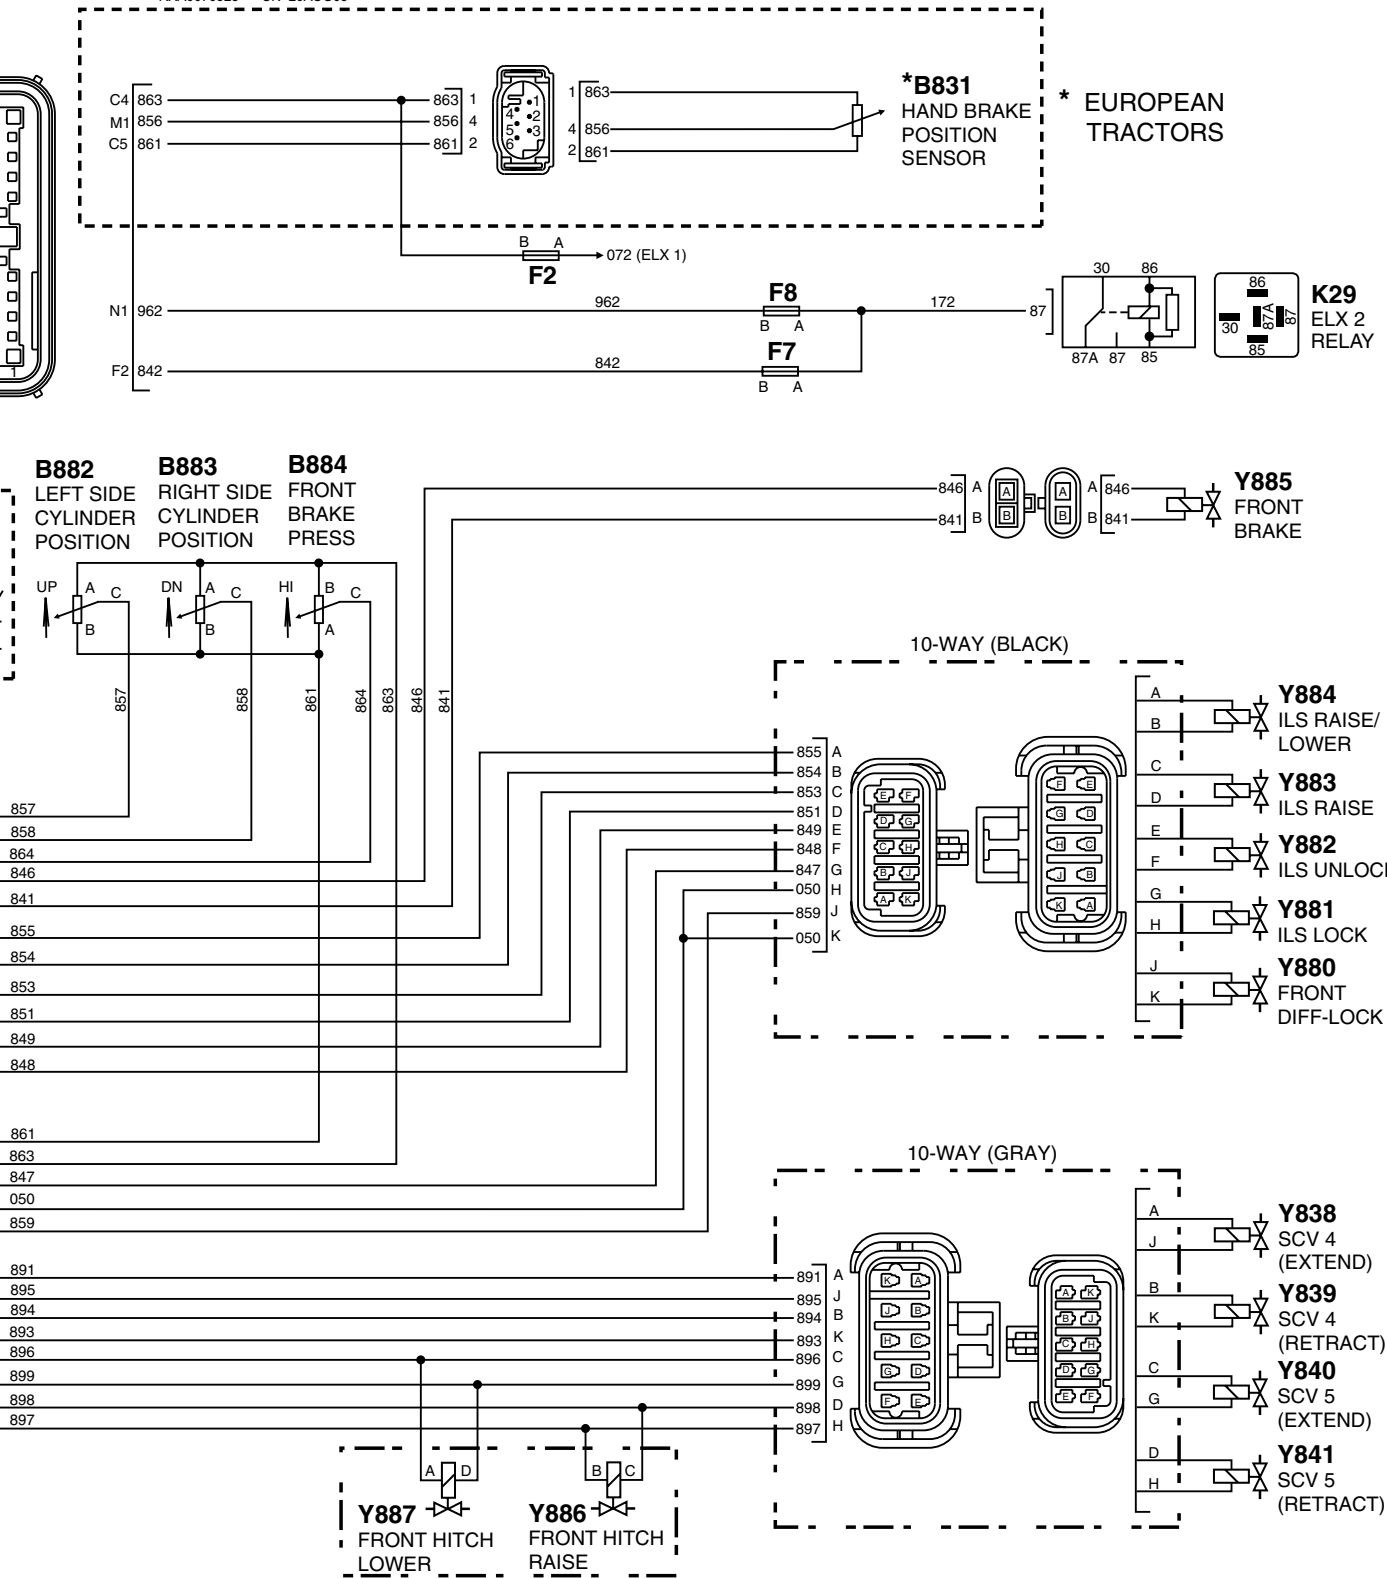 C4 863 863 1 1 863
M1 856 856 4 4 856
C5 861 861 2 2 861
1
4 2
5 3
6
*B831
HAND BRAKE
POSITION
SENSOR
* EUROPEAN
TRACTORS
B A
072 (ELX 1)
F2
N1 962 962 F8 172 87
B A
F2 842 842 F7
B A
30 86
87A 87 85
86
30 87A 87
85
K29
ELX 2
RELAY
1
B882
LEFT SIDE
CYLINDER
POSITION
B883
RIGHT SIDE
CYLINDER
POSITION
B884
FRONT
BRAKE
PRESS
UP A C B
DN A C B
HI B C A
857 858 861 864 863 846 841
846 A A A A 846
841 B B B B 841
Y885
FRONT
BRAKE
10-WAY (BLACK)
855 A
854 B
853 C
851 D
849 E
848 F
847 G
050 H
859 J
050 K
E F
D G
C H
B J
A K
F E
G D
H C
J B
K A
A
B
Y884
ILS RAISE/
LOWER
C
D
Y883
ILS RAISE
E
F
Y882
ILS UNLOC
G
H
Y881
ILS LOCK
J
K
Y880
FRONT
DIFF-LOCK
857
858
864
846
841
855
854
853
851
849
848
861
863
847
050
859
891
895
894
893
896
899
898
897
10-WAY (GRAY)
891 A
895 J
894 B
893 K
896 C
899 G
898 D
897 H
K A
J B
H C
G D
F E
A K
B J
C H
D G
E F
A
J
Y838
SCV 4
(EXTEND)
B
K
Y839
SCV 4
(RETRACT)
C
G
Y840
SCV 5
(EXTEND)
D
H
Y841
SCV 5
(RETRACT)
A D
Y887
FRONT HITCH
LOWER
B C
Y886
FRONT HITCH
RAISE